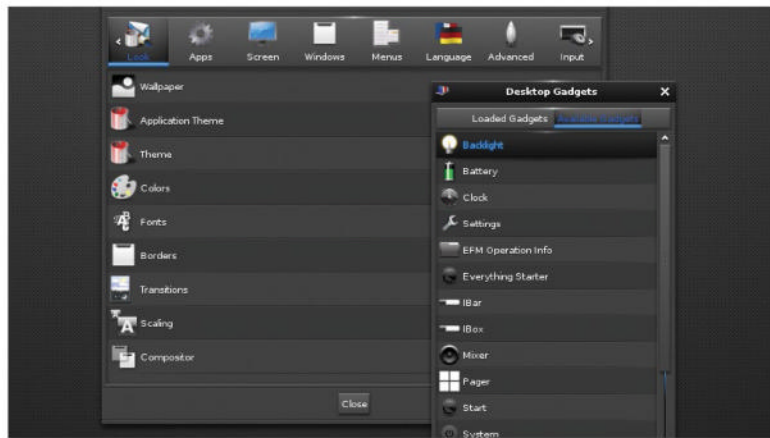 Look
Apps
Screen
Windows
Menus
Language
Advanced
Input
Wallpaper
Application Theme
Theme
Colors
Fonts
Borders
Transitions
Scaling
Compositor
Close
Desktop Gadgets
Loaded Gadgets
Available Gadgets
Backlight
Battery
Clock
Settings
EFM Operation Info
Everything Starter
IBar
IBox
Mixer
Pager
Start
System